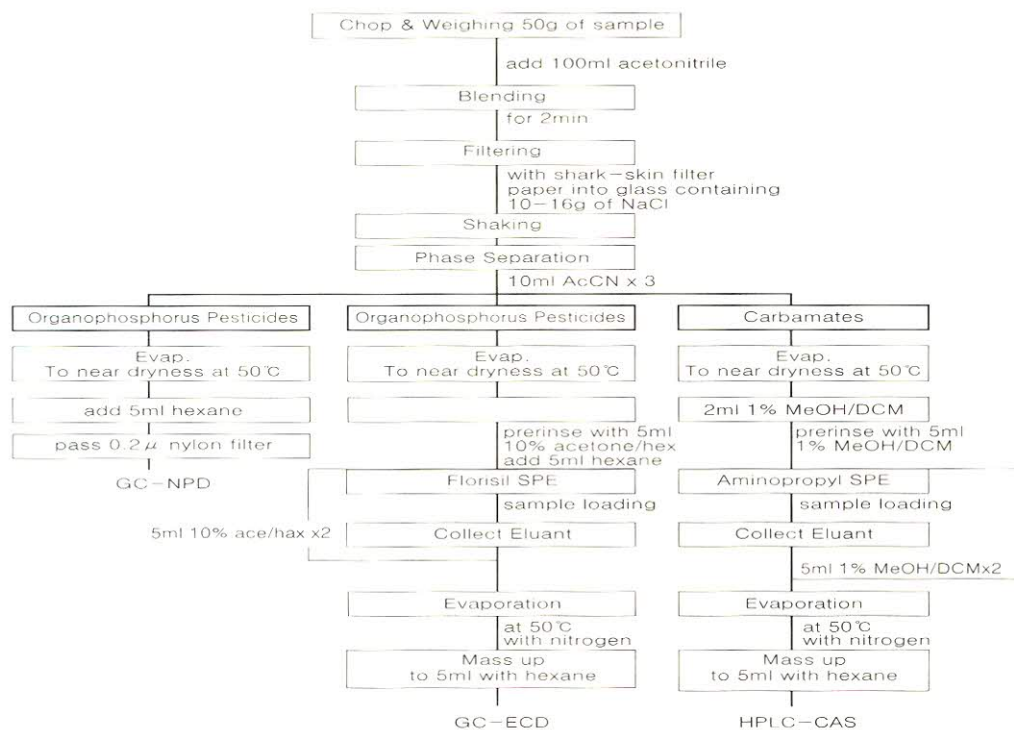 Chop & Weighing 50g of sample
add 100ml acetonitrile
Blending
for 2min
Filtering
with shark-skin filter
paper into glass containing
10-16g of NaCl
Shaking
Phase Separation
10ml AcCN x 3
Organophosphorus Pesticides
Evap.
To near dryness at 50℃
add 5ml hexane
pass 0.2μ nylon filter
GC-NPD
Organophosphorus Pesticides
Evap.
To near dryness at 50℃
prerinse with 5ml
10% acetone/hex
add 5ml hexane
Florisil SPE
sample loading
5ml 10% ace/hax x2
Collect Eluant
Evaporation
at 50℃
with nitrogen
Mass up
to 5ml with hexane
GC-ECD
Carbamates
Evap.
To near dryness at 50℃
2ml 1% MeOH/DCM
prerinse with 5ml
1% MeOH/DCM
Aminopropyl SPE
sample loading
Collect Eluant
5ml 1% MeOH/DCMx2
Evaporation
at 50℃
with nitrogen
Mass up
to 5ml with hexane
HPLC-CAS